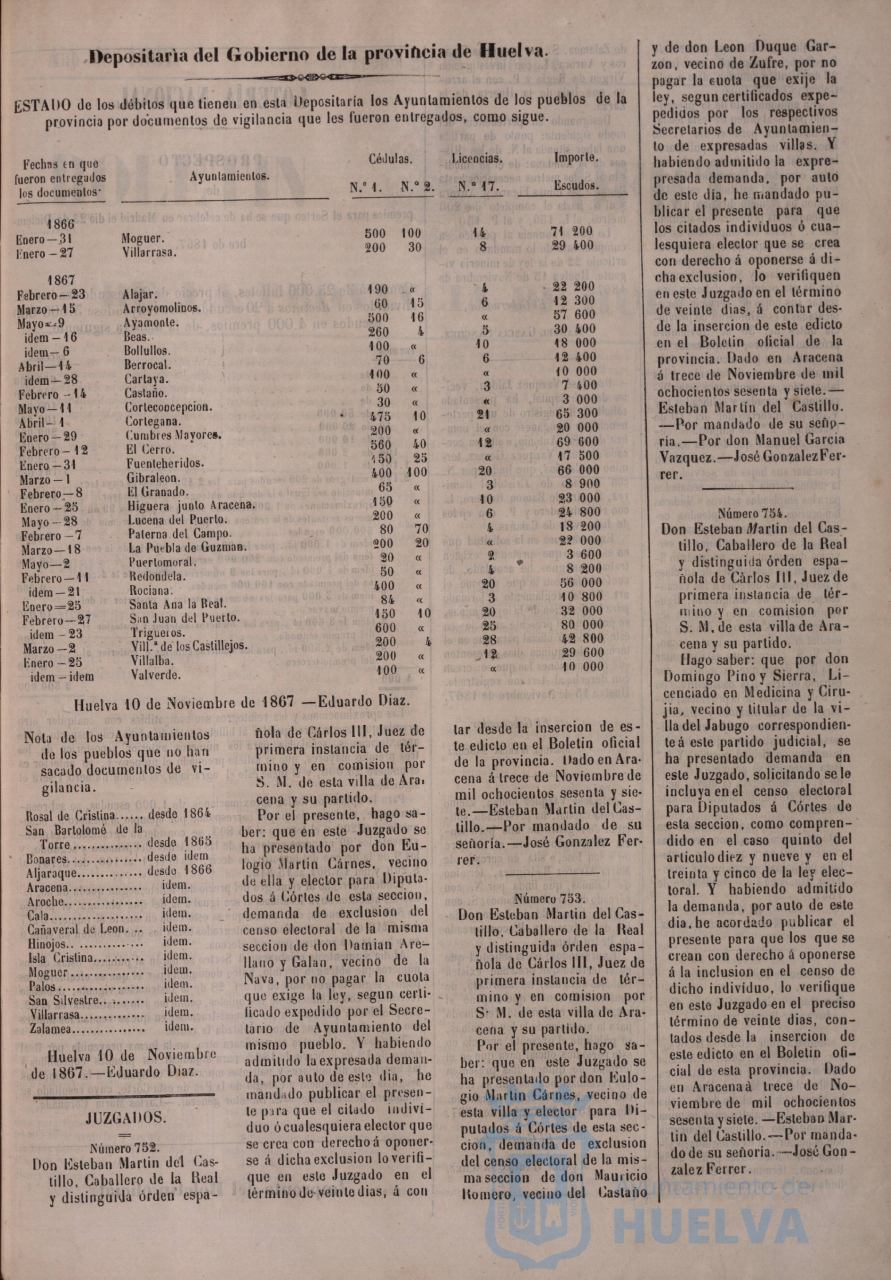 Depositaria del Gobierno de la provincia de Huelva.
ESTADO de los débitos que tienen en esta Depositaría los Ayuntamientos de los pueblos de la
provincia por documentos de vigilancia que les fueron entregados, como sigue.
Fechas en que fueron entregados los documentos· Ayuntamientos. Cédulas. N.° 1. N.° 2. Licencias. N.° 17. Importe. Escudos.
1866
Enero—31 Moguer. 500 100 14 71 200
Enero—27 Villarrasa. 200 30 8 29 400
1867
Febrero—23 Alajar. 190 « 4 22 200
Marzo—15 Arroyomolinos. 60 15 6 12 300
Mayo—9 Ayamonte. 500 16 « 57 600
idem—16 Beas. 260 4 5 30 400
idem—6 Bollullos. 100 « 10 18 000
Abril—14 Berrocal. 70 6 6 12 400
idem—28 Cartaya. 100 « « 10 000
Febrero—14 Castaño. 50 « 3 7 400
Mayo—11 Corteconcepcion. 30 « « 3 000
Abril—1 Cortegana. 475 10 21 65 300
Enero—29 Cumbres Mayores. 200 « « 20 000
Febrero—12 El Cerro. 560 40 12 69 600
Enero—31 Fuenteheridos. 150 25 « 17 500
Marzo—1 Gibraleon. 400 100 20 66 000
Febrero—8 El Granado. 65 « 3 8 900
Enero—25 Higuera junto Aracena. 150 « 10 23 000
Mayo—28 Lucena del Puerto. 200 « 6 24 800
Febrero—7 Paterna del Campo. 80 70 4 18 200
Marzo—18 La Puebla de Guzman. 200 20 « 22 000
Mayo—2 Puertomoral. 20 « 2 3 600
Febrero—11 Redondela. 50 « 4 8 200
idem—21 Rociana. 400 « 20 56 000
Enero—25 Santa Ana la Real. 84 « 3 10 800
Febrero—27 San Juan del Puerto. 150 10 20 32 000
idem—23 Trigueros. 600 « 25 80 000
Marzo—2 Vill.ª de los Castillejos. 200 4 28 42 800
Enero—25 Villalba. 200 « 12 29 600
idem—idem Valverde. 100 « « 10 000
Huelva 10 de Noviembre de 1867 —Eduardo Diaz.
Nota de los Ayuntamientos
de los pueblos que no han
sacado documentos de vi-
gilancia.
Rosal de Cristina...... desde 1864
San Bartolomé de la
Torre............... desde 1865
Bonares............... desde idem
Aljaraque............. desde 1866
Aracena............... idem.
Aroche................ idem.
Cala.................... idem.
Cañaveral de Leon... .. idem.
Hinojos.. ............. idem.
Isla Cristina.......... idem.
Moguer................ idem.
Palos................... idem.
San Silvestre.......... idem.
Villarrasa.............. idem.
Zalamea............... idem.
Huelva 10 de Noviembre
de 1867.—Eduardo Diaz.
JUZGADOS.
Número 752.
Don Esteban Martin del Cas-
tillo, Caballero de la Real
y distinguida órden espa-
ñola de Cárlos III, Juez de
primera instancia de tér-
mino y en comision por
S. M. de esta villa de Ara-
cena y su partido.
Por el presente, hago sa-
ber: que en este Juzgado se
ha presentado por don Eu-
logio Martin Cárnes, vecino
de ella y elector para Diputa-
dos á Córtes de esta seccion,
demanda de exclusion del
censo electoral de la misma
seccion de don Damian Are-
llano y Galan, vecino de la
Nava, por no pagar la cuota
que exige la ley, segun certi-
ficado expedido por el Secre-
tario de Ayuntamiento del
mismo pueblo. Y habiendo
admitido la expresada deman-
da, por auto de este dia, he
mandado publicar el presen-
te para que el citado indivi-
duo ó cualesquiera elector que
se crea con derecho á oponer-
se á dicha exclusion lo verifi-
que en este Juzgado en el
término de veinte dias, á con
tar desde la insercion de es-
te edicto en el Boletin oficial
de la provincia. Dado en Ara-
cena á trece de Noviembre de
mil ochocientos sesenta y sie-
te.—Esteban Martin del Cas-
tillo.—Por mandado de su
señoria.—José Gonzalez Fer-
rer.
Número 753.
Don Esteban Martin del Cas-
tillo, Caballero de la Real
y distinguida órden espa-
ñola de Cárlos III, Juez de
primera instancia de tér-
mino y en comision por
S· M. de esta villa de Ara-
cena y su partido.
Por el presente, hago sa-
ber: que en este Juzgado se
ha presentado por don Eulo-
gio Martin Cárnes, vecino de
esta villa y elector para Di-
putados á Córtes de esta sec-
cion, demanda de exclusion
del censo electoral de la mis-
ma seccion de don Mauricio
Romero, vecino del Castaño
y de don Leon Duque Gar-
zon, vecino de Zufre, por no
pagar la cuota que exije la
ley, segun certificados expe-
pedidos por los respectivos
Secretarios de Ayuntamien-
to de expresadas villas. Y
habiendo admitido la expre-
presada demanda, por auto
de este dia, he mandado pu-
blicar el presente para que
los citados individuos ó cua-
lesquiera elector que se crea
con derecho á oponerse á di-
cha exclusion, lo verifiquen
en este Juzgado en el término
de veinte dias, á contar des-
de la insercion de este edicto
en el Boletin oficial de la
provincia. Dado en Aracena
á trece de Noviembre de mil
ochocientos sesenta y siete.—
Esteban Martin del Castillo.
—Por mandado de su seño-
ria.—Por don Manuel Garcia
Vazquez.—José Gonzalez Fer-
rer.
Número 754.
Don Esteban Martin del Cas-
tillo, Caballero de la Real
y distinguida órden espa-
ñola de Cárlos III, Juez de
primera instancia de tér-
mino y en comision por
S. M. de esta villa de Ara-
cena y su partido.
Hago saber: que por don
Domingo Pino y Sierra, Li-
cenciado en Medicina y Ciru-
jia, vecino y titular de la vi-
lla del Jabugo correspondien-
te á este partido judicial, se
ha presentado demanda en
este Juzgado, solicitando se le
incluya en el censo electoral
para Diputados á Córtes de
esta seccion, como compren-
dido en el caso quinto del
articulo diez y nueve y en el
treinta y cinco de la ley elec-
toral. Y habiendo admitido
la demanda, por auto de este
dia, he acordado publicar el
presente para que los que se
crean con derecho á oponerse
á la inclusion en el censo de
dicho individuo, lo verifique
en este Juzgado en el preciso
término de veinte dias, con-
tados desde la insercion de
este edicto en el Boletin ofi-
cial de esta provincia. Dado
en Aracena á trece de No-
viembre de mil ochocientos
sesenta y siete. —Esteban Mar-
tin del Castillo.—Por manda-
do de su señoria.—José Gon-
zalez Ferrer.
Ayuntamiento de
HUELVA